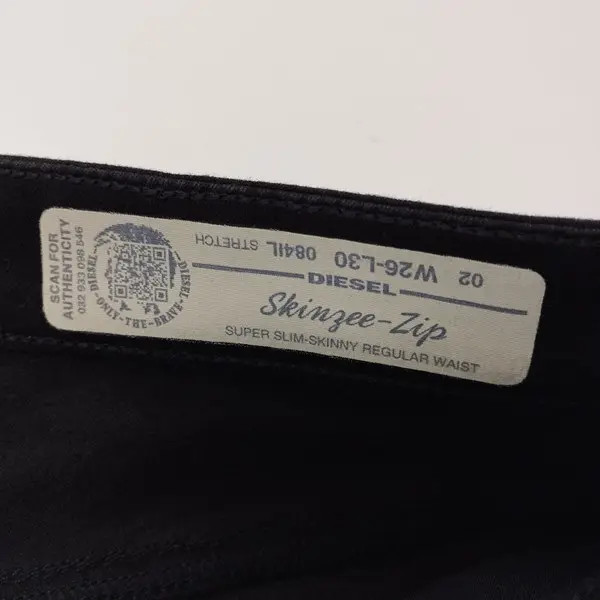 SCAN FOR
AUTHENTICITY
032 933 098 546
DIESEL
ONLY-THE-BRAVE
DIESEL
02 W26-L30 084IL STRETCH
DIESEL
Skinzee-Zip
SUPER SLIM-SKINNY REGULAR WAIST